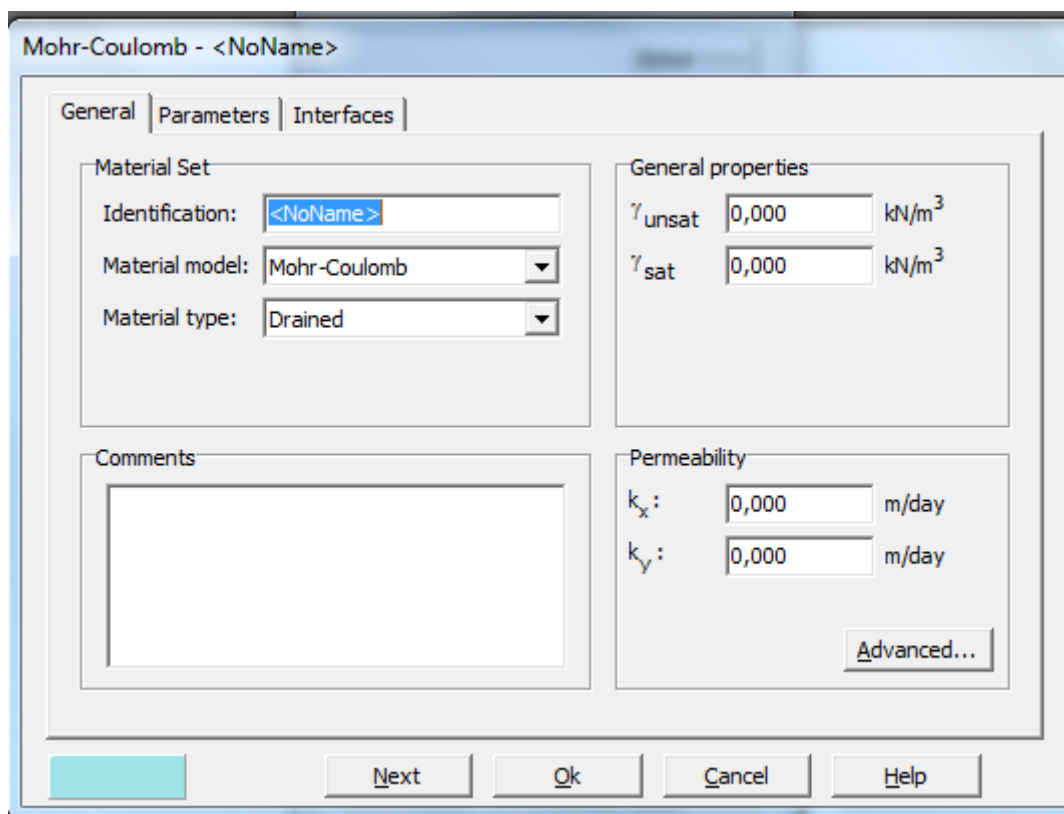 Mohr-Coulomb - <NoName>
General Parameters Interfaces
Material Set
Identification: <NoName>
Material model: Mohr-Coulomb
Material type: Drained
General properties
γunsat 0,000 kN/m³
γsat 0,000 kN/m³
Comments
Permeability
kx: 0,000 m/day
ky: 0,000 m/day
Advanced...
Next Ok Cancel Help